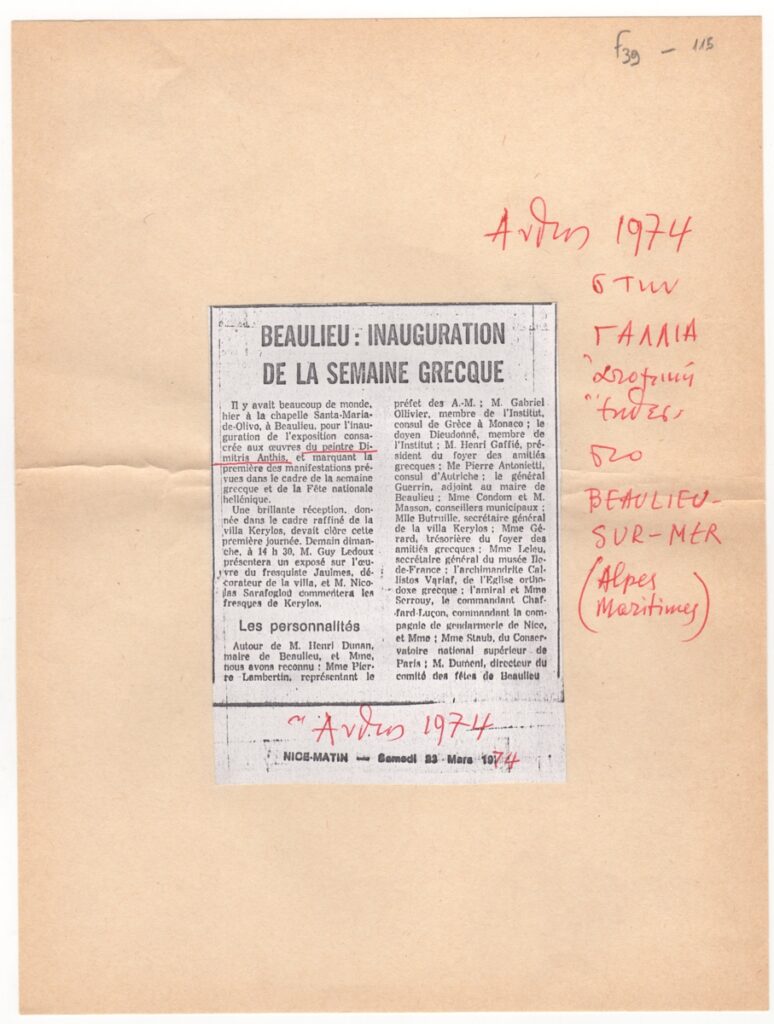 F39 - 115
Ανθης 1974
στην
ΓΑΛΛΙΑ
στο
BEAULIEU-
SUR-MER
(Alpes
Maritimes)
BEAULIEU : INAUGURATION
DE LA SEMAINE GRECQUE
Il y avait beaucoup de monde,
hier à la chapelle Santa-Maria-
de-Olivo, à Beaulieu, pour l'inau-
guration de l'exposition consa-
crée aux œuvres du peintre Di-
mitris Anthis, et marquant la
première des manifestations pré-
vues dans le cadre de la semaine
grecque et de la Fête nationale
hellénique.
Une brillante réception, don-
née dans le cadre raffiné de la
villa Kerylos, devait clôre cette
première journée. Demain diman-
che, à 14 h 30, M. Guy Ledoux
présentera un exposé sur l'œu-
vre du fresquiste Jaulmes, dé-
corateur de la villa, et M. Nico-
las Sarafoglou commentera les
fresques de Kerylos.
Les personnalités
Autour de M. Henri Dunan,
maire de Beaulieu, et Mme,
nous avons reconnu : Mme Pier-
re Lambertin, représentant le
préfet des A.-M ; M. Gabriel
Ollivier, membre de l'Institut,
consul de Grèce à Monaco ; le
doyen Dieudonné, membre de
l'Institut ; M. Henri Gaffié, pré-
sident du foyer des amitiés
grecques ; Me Pierre Antonietti,
consul d'Autriche ; le général
Guerrin, adjoint au maire de
Beaulieu ; Mme Condom et M.
Masson, conseillers municipaux ;
Mlle Butruille, secrétaire général
de la villa Kerylos ; Mme Gé-
rard, trésorière du foyer des
amitiés grecques ; Mme Leleu,
secrétaire général du musée Ile-
de-France ; l'archimandrite Cal-
listos Variaf, de l'Eglise ortho-
doxe grecque ; l'amiral et Mme
Serrouy, le commandant Chaf-
fard-Luçon, commandant la com-
pagnie de gendarmerie de Nice,
et Mme ; Mme Staub, du Conser-
vatoire national supérieur de
Paris ; M. Dumeni, directeur du
comité des fêtes de Beaulieu
Ανθης 1974
NICE-MATIN — Samedi 23 Mars 1974